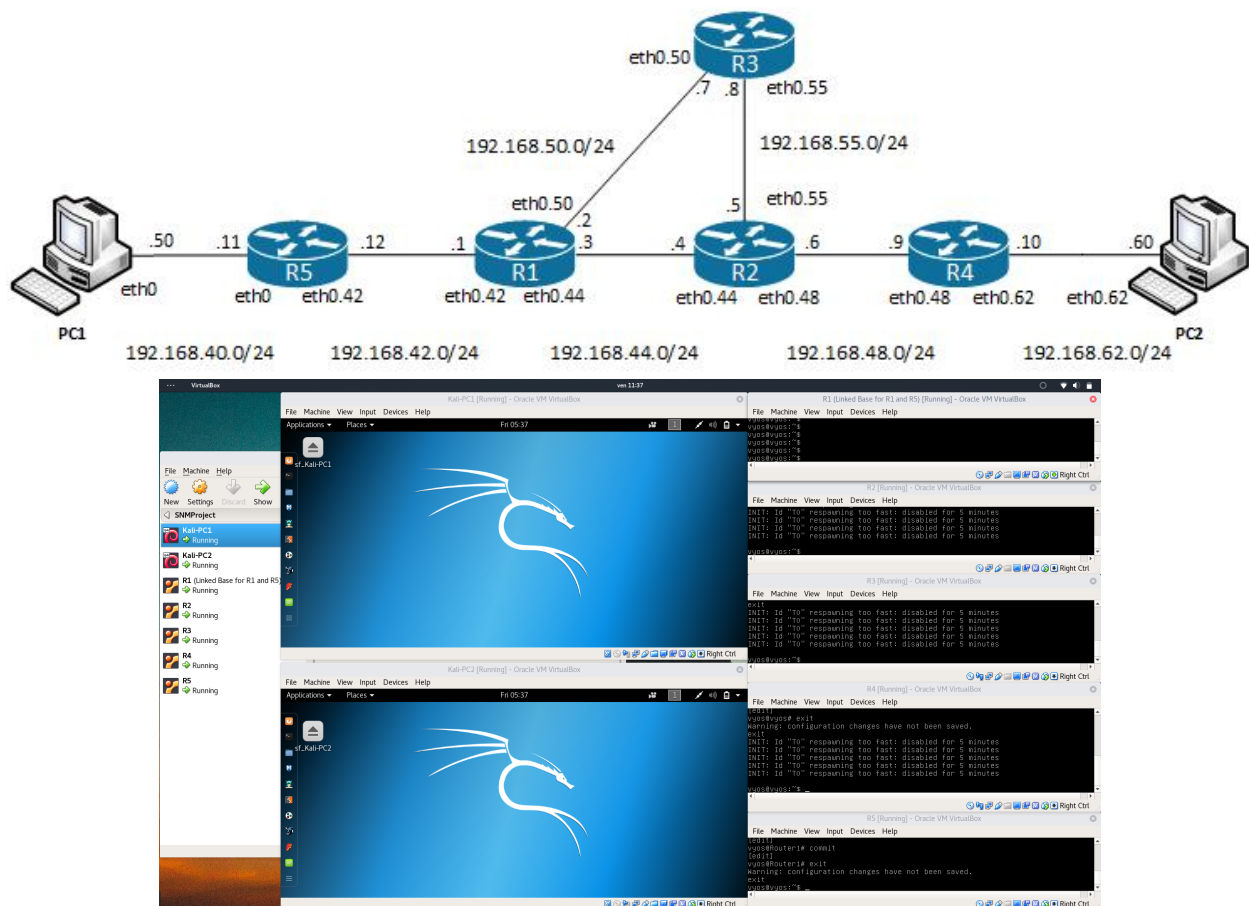 R3
eth0.50
.7
.8
eth0.55
192.168.50.0/24
192.168.55.0/24
eth0.50
.2
.5
eth0.55
.50
.11
R5
.12
.1
R1
.3
.4
R2
.6
.9
R4
.10
.60
eth0
eth0
eth0.42
eth0.42
eth0.44
eth0.44
eth0.48
eth0.48
eth0.62
eth0.62
PC1
PC2
192.168.40.0/24
192.168.42.0/24
192.168.44.0/24
192.168.48.0/24
192.168.62.0/24
... VirtualBox
ven 11:37
File Machine Help
New Settings Discard Show
SNMProject
Kali-PC1
Running
Kali-PC2
Running
R1 (Linked Base for R1 and R5)
Running
R2
Running
R3
Running
R4
Running
R5
Running
Kali-PC1 [Running] - Oracle VM VirtualBox
File Machine View Input Devices Help
Applications Places Fri 05:37 1
sf_Kali-PC1
Right Ctrl
Kali-PC2 [Running] - Oracle VM VirtualBox
File Machine View Input Devices Help
Applications Places Fri 05:37 1
sf_Kali-PC2
Right Ctrl
R1 (Linked Base for R1 and R5) [Running] - Oracle VM VirtualBox
File Machine View Input Devices Help
vyos@vyos:~$
vyos@vyos:~$
vyos@vyos:~$
vyos@vyos:~$
vyos@vyos:~$
vyos@vyos:~$
Right Ctrl
R2 [Running] - Oracle VM VirtualBox
File Machine View Input Devices Help
INIT: Id "T0" respawning too fast: disabled for 5 minutes
INIT: Id "T0" respawning too fast: disabled for 5 minutes
INIT: Id "T0" respawning too fast: disabled for 5 minutes
INIT: Id "T0" respawning too fast: disabled for 5 minutes
vyos@vyos:~$
Right Ctrl
R3 [Running] - Oracle VM VirtualBox
File Machine View Input Devices Help
exit
INIT: Id "T0" respawning too fast: disabled for 5 minutes
INIT: Id "T0" respawning too fast: disabled for 5 minutes
INIT: Id "T0" respawning too fast: disabled for 5 minutes
INIT: Id "T0" respawning too fast: disabled for 5 minutes
INIT: Id "T0" respawning too fast: disabled for 5 minutes
vyos@vyos:~$
Right Ctrl
R4 [Running] - Oracle VM VirtualBox
File Machine View Input Devices Help
[edit]
vyos@vyos# exit
Warning: configuration changes have not been saved.
exit
INIT: Id "T0" respawning too fast: disabled for 5 minutes
INIT: Id "T0" respawning too fast: disabled for 5 minutes
INIT: Id "T0" respawning too fast: disabled for 5 minutes
INIT: Id "T0" respawning too fast: disabled for 5 minutes
INIT: Id "T0" respawning too fast: disabled for 5 minutes
vyos@vyos:~$ _
Right Ctrl
R5 [Running] - Oracle VM VirtualBox
File Machine View Input Devices Help
[edit]
vyos@Router1# commit
[edit]
vyos@Router1# exit
Warning: configuration changes have not been saved.
exit
vyos@vyos:~$ _
Right Ctrl